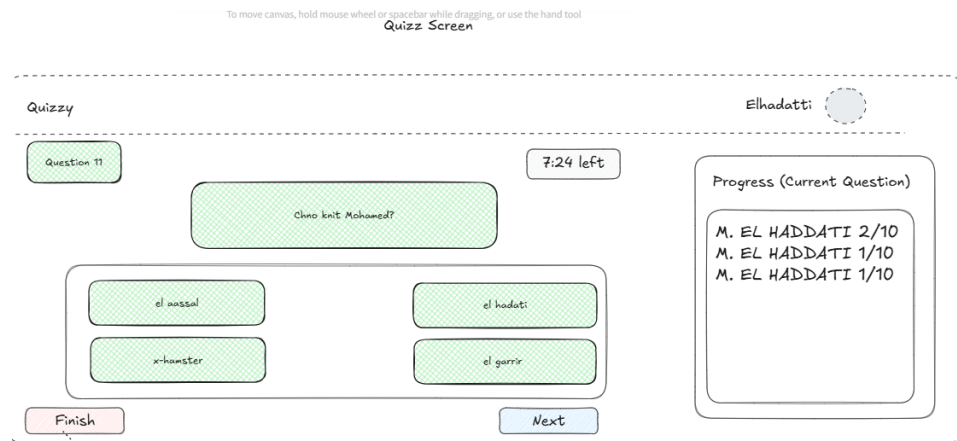 To move canvas, hold mouse wheel or spacebar while dragging, or use the hand tool
Quizz Screen
Quizzy
Elhadatti
Question 11
7:24 left
Chno knit Mohamed?
el aassal
el hadati
x-hamster
el garrir
Finish
Next
Progress (Current Question)
M. EL HADDATI 2/10
M. EL HADDATI 1/10
M. EL HADDATI 1/10